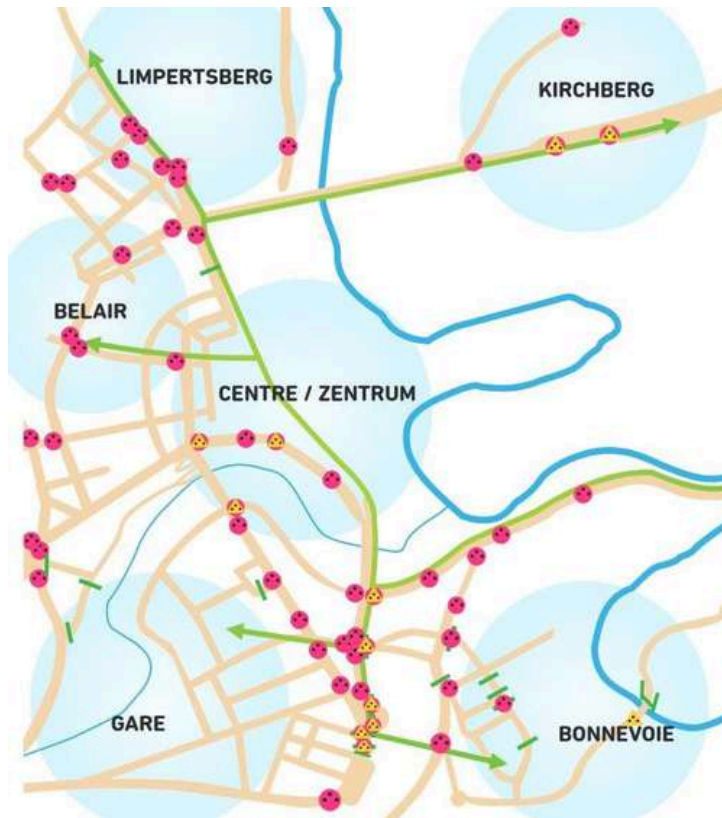 LIMPERTSBERG
KIRCHBERG
BELAIR
CENTRE / ZENTRUM
GARE
BONNEVOIE